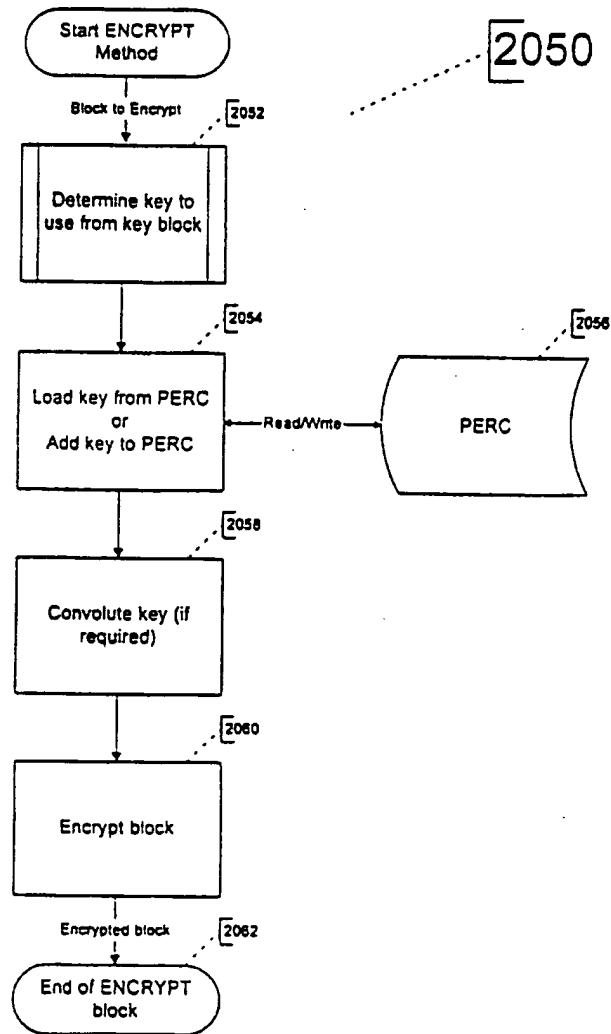 Start ENCRYPT
Method
2050
Block to Encrypt
2052
Determine key to
use from key block
2054
2056
Load key from PERC
or
Add key to PERC
Read/Write
PERC
2058
Convolute key (if
required)
2060
Encrypt block
Encrypted block
2062
End of ENCRYPT
block